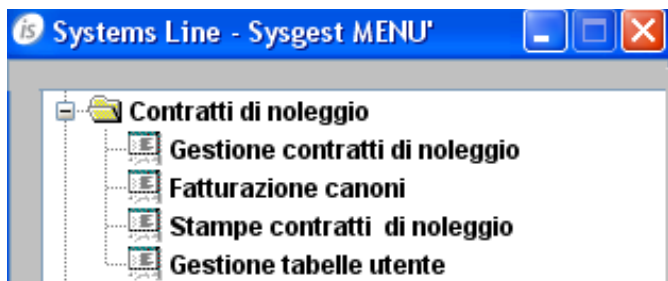 is Systems Line - Sysgest MENU'
Contratti di noleggio
Gestione contratti di noleggio
Fatturazione canoni
Stampe contratti di noleggio
Gestione tabelle utente